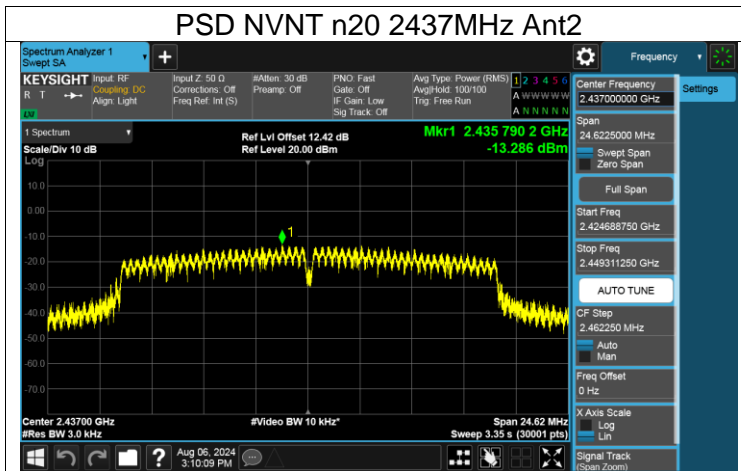 PSD NVNT n20 2437MHz Ant2
Spectrum Analyzer 1
Swept SA
Frequency
KEYSIGHT
R T
LXI
Input: RF
Coupling: DC
Align: Light
Input Z: 50 Ω
Corrections: Off
Freq Ref: Int (S)
#Atten: 30 dB
Preamp: Off
PNO: Fast
Gate: Off
IF Gain: Low
Sig Track: Off
Avg Type: Power (RMS)
Avg|Hold: 100/100
Trig: Free Run
1 2 3 4 5 6
A W W W W W
A N N N N N
1 Spectrum
Scale/Div 10 dB
Log
Ref Lvl Offset 12.42 dB
Ref Level 20.00 dBm
Mkr1 2.435 790 2 GHz
-13.286 dBm
10.0
0.00
-10.0
-20.0
-30.0
-40.0
-50.0
-60.0
-70.0
1
Center 2.43700 GHz
#Res BW 3.0 kHz
#Video BW 10 kHz*
Span 24.62 MHz
Sweep 3.35 s (30001 pts)
Aug 06, 2024
3:10:09 PM
Center Frequency
2.437000000 GHz
Settings
Span
24.6225000 MHz
Swept Span
Zero Span
Full Span
Start Freq
2.424688750 GHz
Stop Freq
2.449311250 GHz
AUTO TUNE
CF Step
2.462250 MHz
Auto
Man
Freq Offset
0 Hz
X Axis Scale
Log
Lin
Signal Track
(Span Zoom)